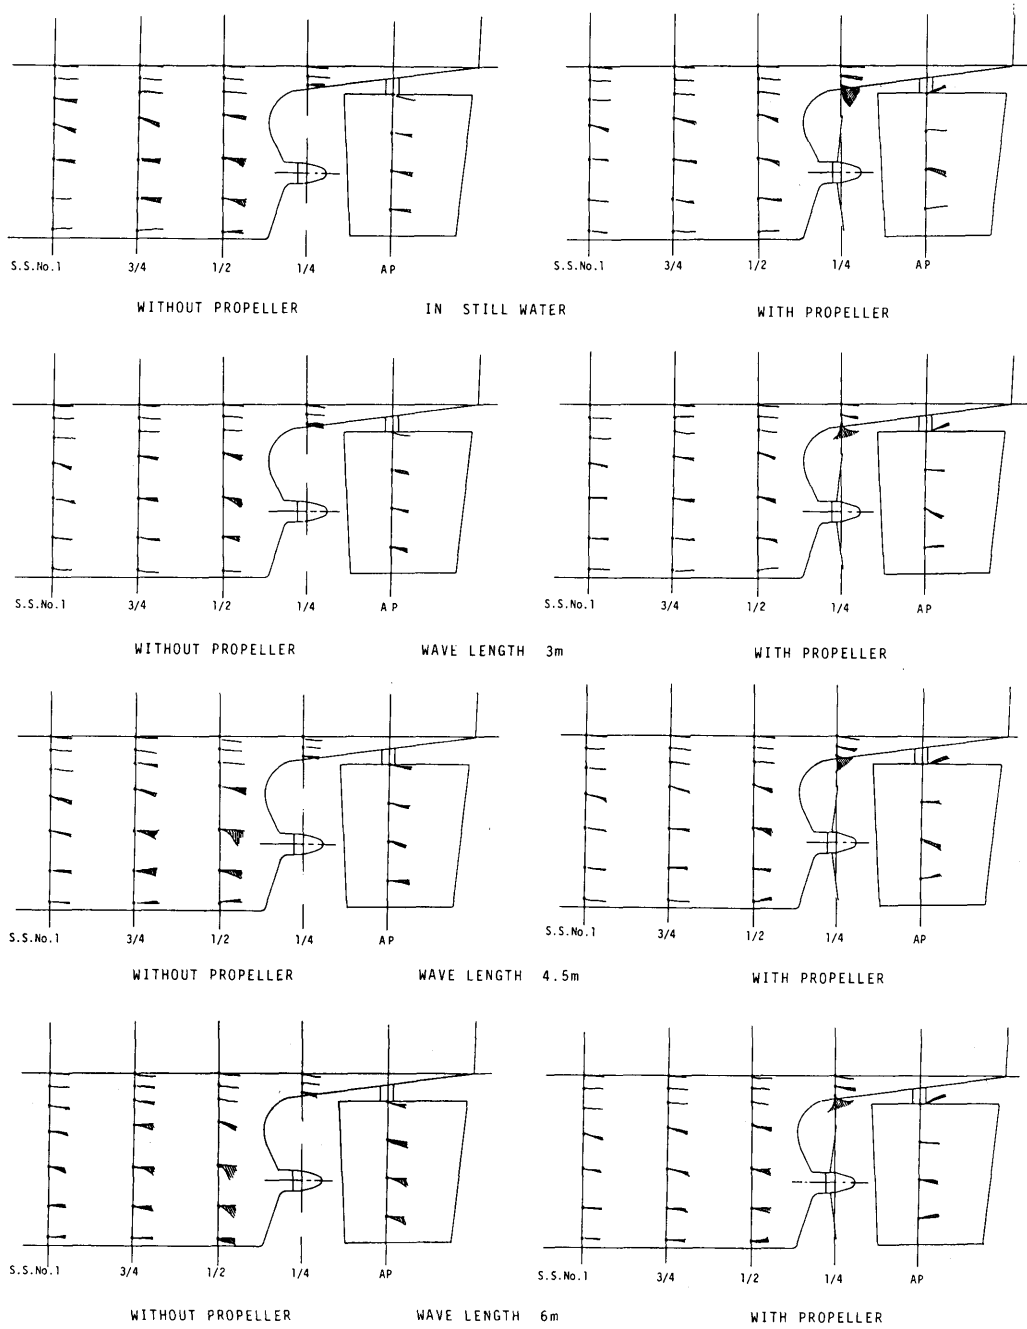 S.S.No.1 3/4 1/2 1/4 AP S.S.No.1 3/4 1/2 1/4 AP
WITHOUT PROPELLER IN STILL WATER WITH PROPELLER
S.S.No.1 3/4 1/2 1/4 AP S.S.No.1 3/4 1/2 1/4 AP
WITHOUT PROPELLER WAVE LENGTH 3m WITH PROPELLER
S.S.No.1 3/4 1/2 1/4 AP S.S.No.1 3/4 1/2 1/4 AP
WITHOUT PROPELLER WAVE LENGTH 4.5m WITH PROPELLER
S.S.No.1 3/4 1/2 1/4 AP S.S.No.1 3/4 1/2 1/4 AP
WITHOUT PROPELLER WAVE LENGTH 6m WITH PROPELLER